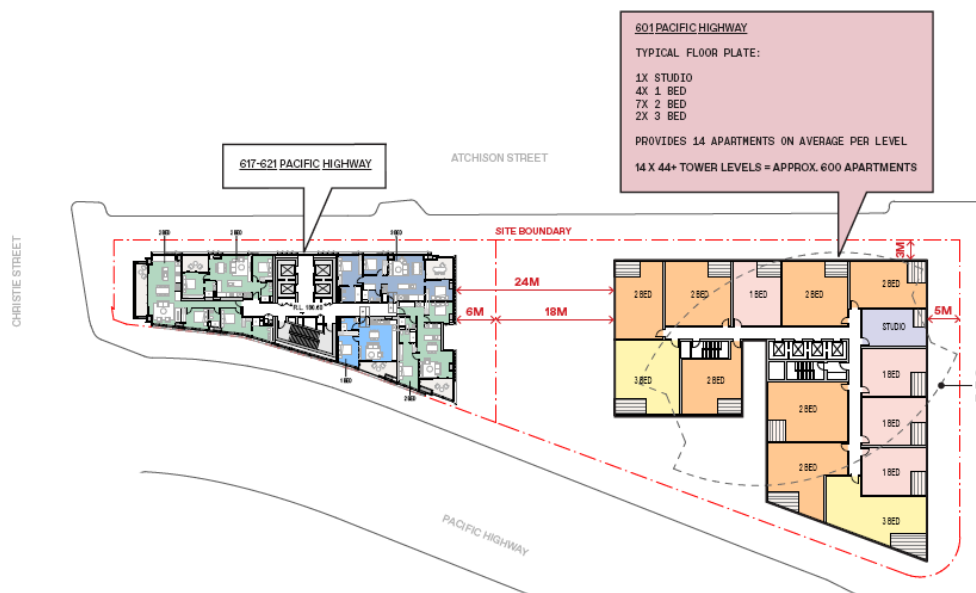 601 PACIFIC HIGHWAY
TYPICAL FLOOR PLATE:
1X STUDIO
4X 1 BED
7X 2 BED
2X 3 BED
PROVIDES 14 APARTMENTS ON AVERAGE PER LEVEL
14 X 44+ TOWER LEVELS = APPROX. 600 APARTMENTS
617-621 PACIFIC HIGHWAY
ATCHISON STREET
CHRISTIE STREET
SITE BOUNDARY
3M
24M
6M
18M
5M
2 BED
2 BED
1 BED
2 BED
2 BED
STUDIO
3 BED
2 BED
1 BED
2 BED
1 BED
2 BED
1 BED
3 BED
PACIFIC HIGHWAY